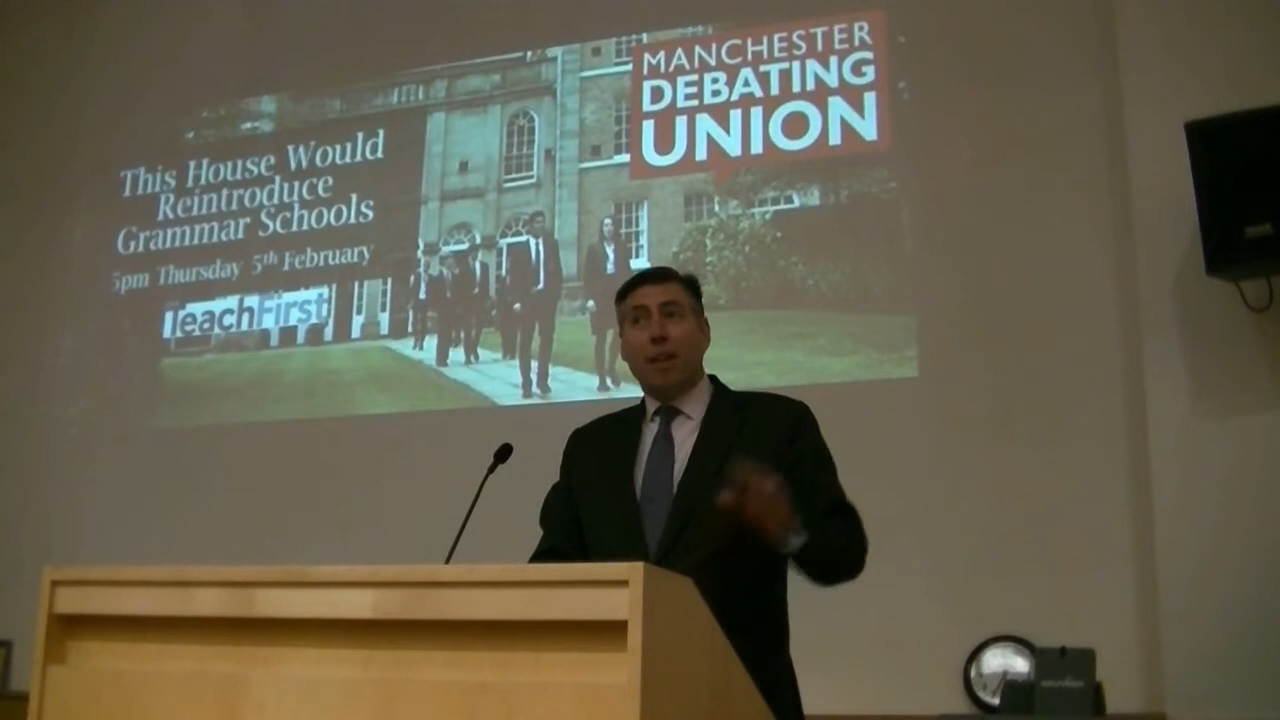 This House Would
Reintroduce
Grammar Schools
5pm Thursday 5th February
TeachFirst
MANCHESTER
DEBATING
UNION